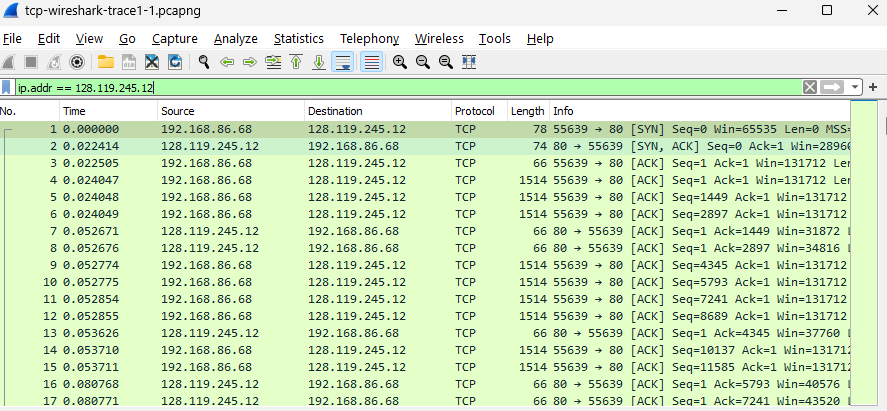 tcp-wireshark-trace1-1.pcapng
File Edit View Go Capture Analyze Statistics Telephony Wireless Tools Help
ip.addr == 128.119.245.12
No. Time Source Destination Protocol Length Info
1 0.000000 192.168.86.68 128.119.245.12 TCP 78 55639 → 80 [SYN] Seq=0 Win=65535 Len=0 MSS=
2 0.022414 128.119.245.12 192.168.86.68 TCP 74 80 → 55639 [SYN, ACK] Seq=0 Ack=1 Win=28960
3 0.022505 192.168.86.68 128.119.245.12 TCP 66 55639 → 80 [ACK] Seq=1 Ack=1 Win=131712 Len
4 0.024047 192.168.86.68 128.119.245.12 TCP 1514 55639 → 80 [ACK] Seq=1 Ack=1 Win=131712 Len
5 0.024048 192.168.86.68 128.119.245.12 TCP 1514 55639 → 80 [ACK] Seq=1449 Ack=1 Win=131712
6 0.024049 192.168.86.68 128.119.245.12 TCP 1514 55639 → 80 [ACK] Seq=2897 Ack=1 Win=131712
7 0.052671 128.119.245.12 192.168.86.68 TCP 66 80 → 55639 [ACK] Seq=1 Ack=1449 Win=31872 L
8 0.052676 128.119.245.12 192.168.86.68 TCP 66 80 → 55639 [ACK] Seq=1 Ack=2897 Win=34816 L
9 0.052774 192.168.86.68 128.119.245.12 TCP 1514 55639 → 80 [ACK] Seq=4345 Ack=1 Win=131712
10 0.052775 192.168.86.68 128.119.245.12 TCP 1514 55639 → 80 [ACK] Seq=5793 Ack=1 Win=131712
11 0.052854 192.168.86.68 128.119.245.12 TCP 1514 55639 → 80 [ACK] Seq=7241 Ack=1 Win=131712
12 0.052855 192.168.86.68 128.119.245.12 TCP 1514 55639 → 80 [ACK] Seq=8689 Ack=1 Win=131712
13 0.053626 128.119.245.12 192.168.86.68 TCP 66 80 → 55639 [ACK] Seq=1 Ack=4345 Win=37760 L
14 0.053710 192.168.86.68 128.119.245.12 TCP 1514 55639 → 80 [ACK] Seq=10137 Ack=1 Win=131712
15 0.053711 192.168.86.68 128.119.245.12 TCP 1514 55639 → 80 [ACK] Seq=11585 Ack=1 Win=131712
16 0.080768 128.119.245.12 192.168.86.68 TCP 66 80 → 55639 [ACK] Seq=1 Ack=5793 Win=40576 L
17 0.080771 128.119.245.12 192.168.86.68 TCP 66 80 → 55639 [ACK] Seq=1 Ack=7241 Win=43520 L